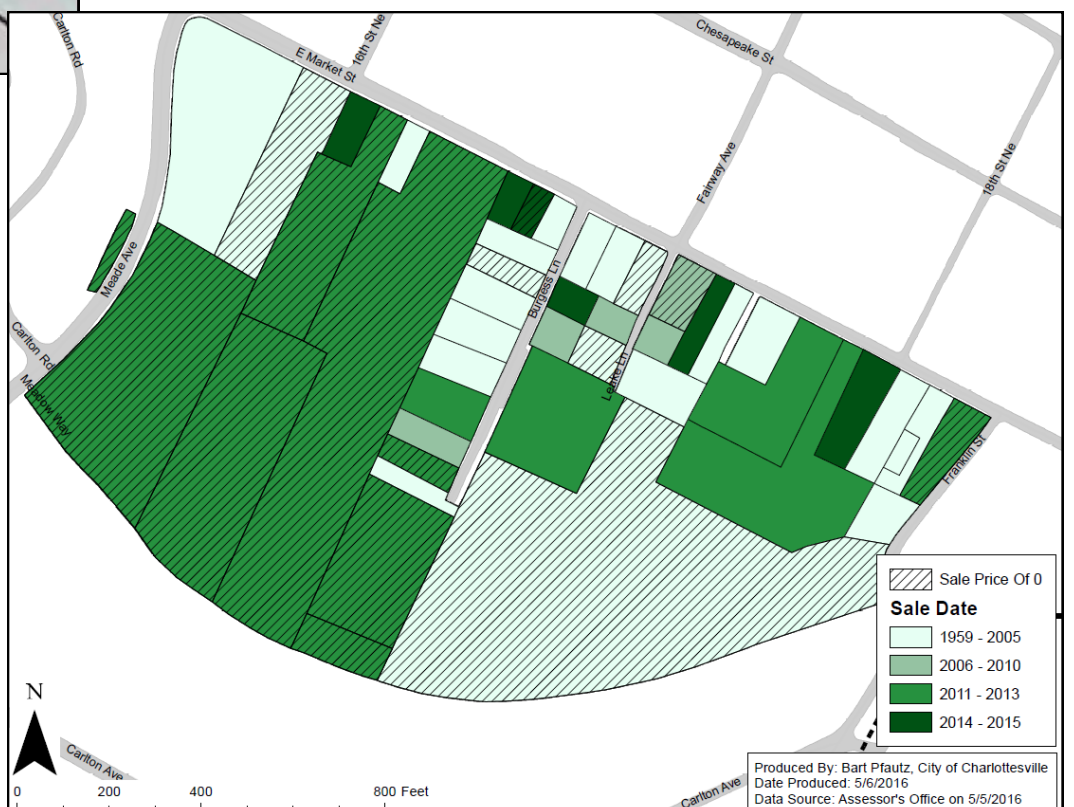 Carlton Rd
16th St Ne
E Market St
Chesapeake St
Fairway Ave
18th St Ne
Meade Ave
Burgess Ln
Carlton Rd
Leake Ln
Meadow Way
Franklin St
Sale Price Of 0
Sale Date
1959 - 2005
2006 - 2010
2011 - 2013
2014 - 2015
N
Carlton Ave
Carlton Ave
0 200 400 800 Feet
Produced By: Bart Pfautz, City of Charlottesville
Date Produced: 5/6/2016
Data Source: Assessor's Office on 5/5/2016